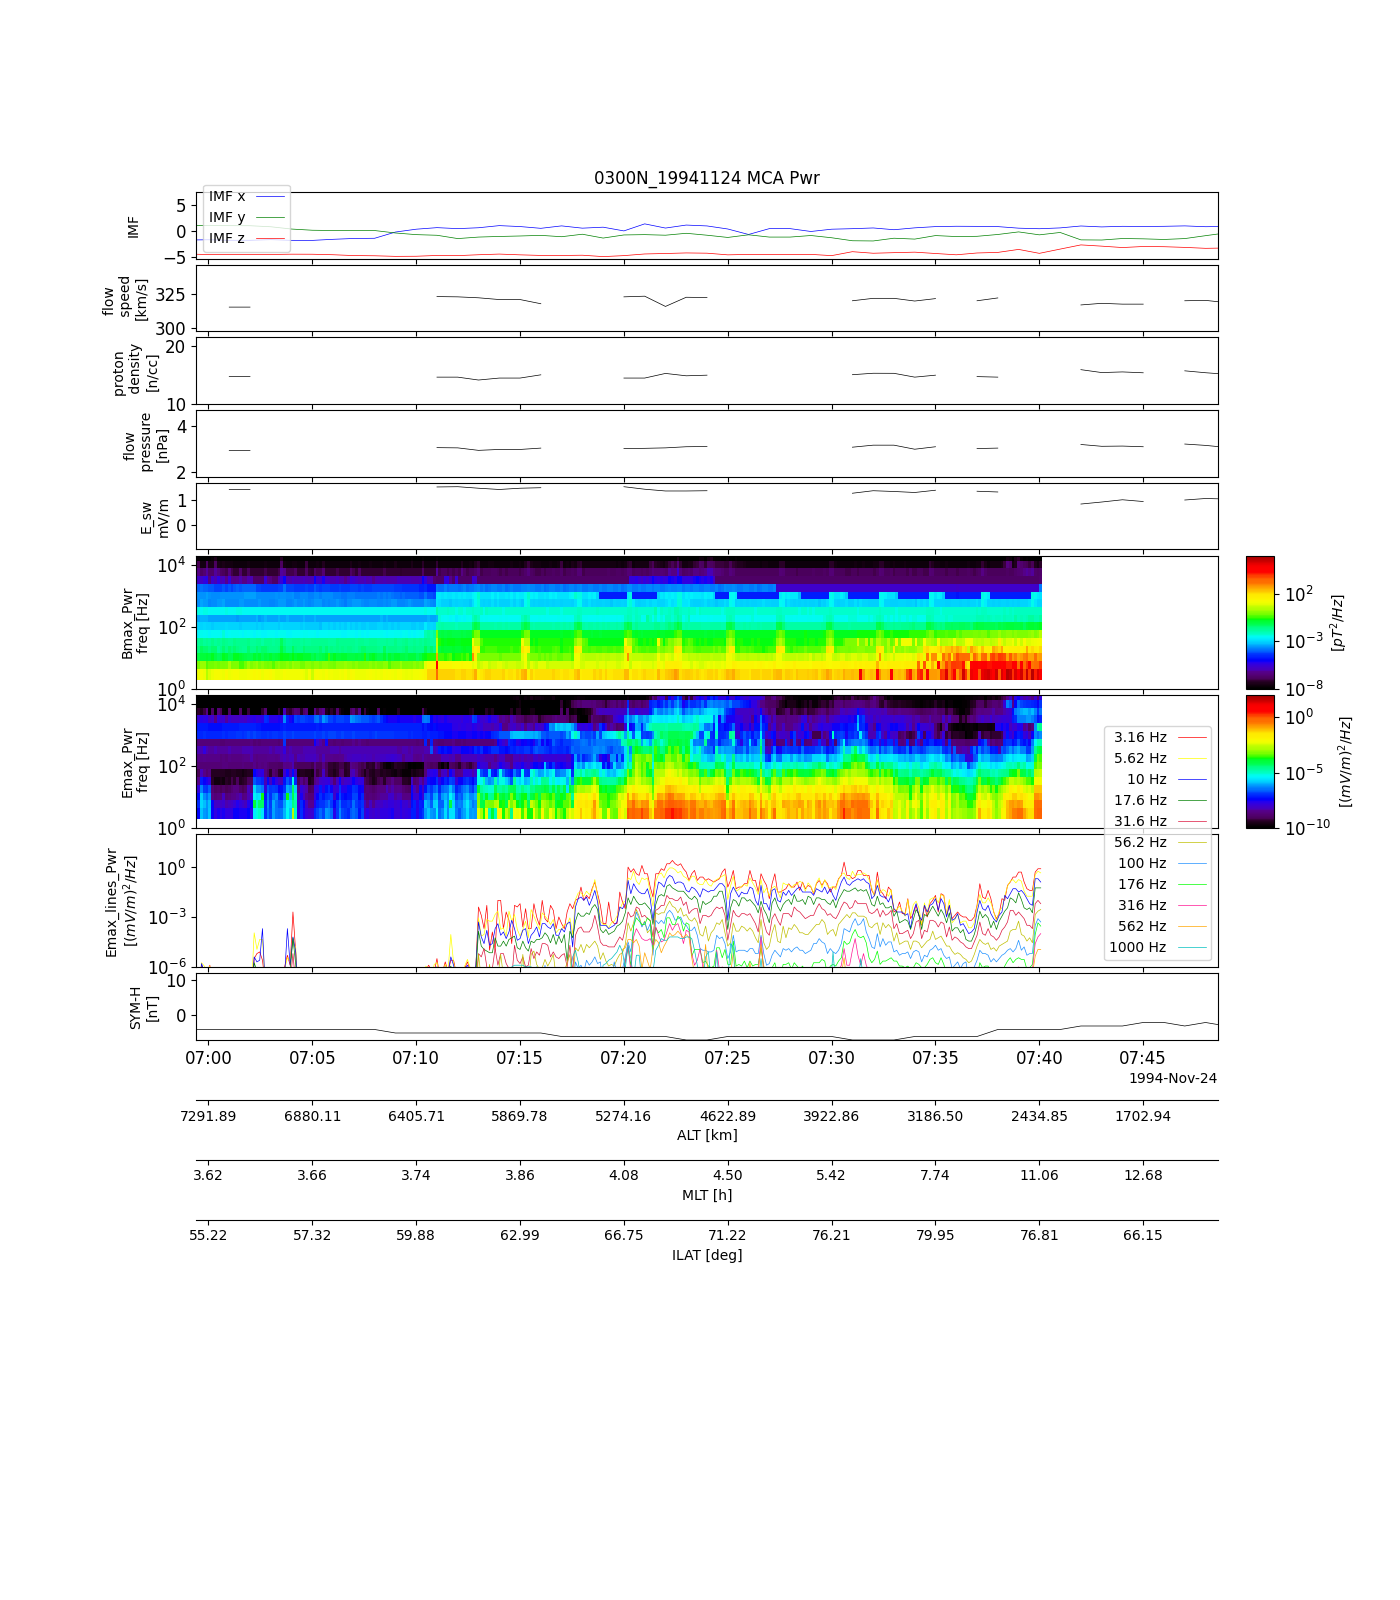 0300N_19941124 MCA Pwr
IMF
5
0
−5
IMF x
IMF y
IMF z
flow
speed
[km/s]
325
300
proton
density
[n/cc]
20
10
flow
pressure
[nPa]
4
2
E_sw
mV/m
1
0
Bmax_Pwr
freq [Hz]
10^4
10^2
10^0
10^2
10^−3
10^−8
[pT^2/Hz]
Emax_Pwr
freq [Hz]
10^4
10^2
10^0
10^0
10^−5
10^−10
[(mV/m)^2/Hz]
3.16 Hz
5.62 Hz
10 Hz
17.6 Hz
31.6 Hz
56.2 Hz
100 Hz
176 Hz
316 Hz
562 Hz
1000 Hz
Emax_lines_Pwr
[(mV/m)^2/Hz]
10^0
10^−3
10^−6
SYM-H
[nT]
10
0
07:00 07:05 07:10 07:15 07:20 07:25 07:30 07:35 07:40 07:45
1994-Nov-24
7291.89 6880.11 6405.71 5869.78 5274.16 4622.89 3922.86 3186.50 2434.85 1702.94
ALT [km]
3.62 3.66 3.74 3.86 4.08 4.50 5.42 7.74 11.06 12.68
MLT [h]
55.22 57.32 59.88 62.99 66.75 71.22 76.21 79.95 76.81 66.15
ILAT [deg]